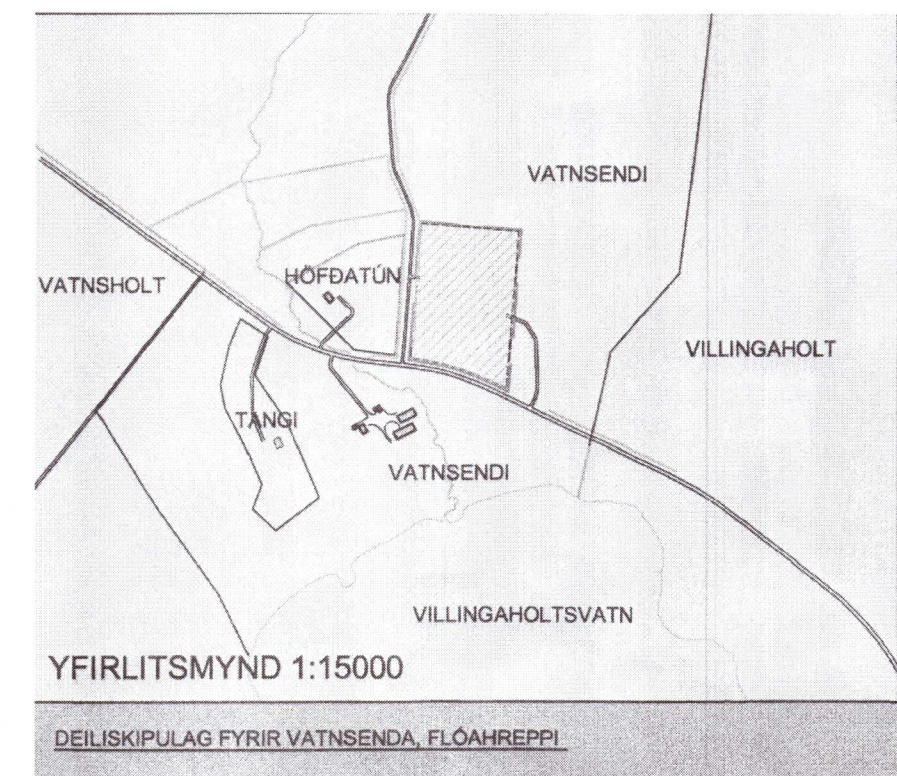 VATNSENDI
VATNSHOLT
HÖFÐATÚN
VILLINGAHOLT
TANGI
VATNSENDI
VILLINGAHOLTSVATN
YFIRLITSMYND 1:15000
DEILISKIPULAG FYRIR VATNSENDA, FLÓAHREPPI